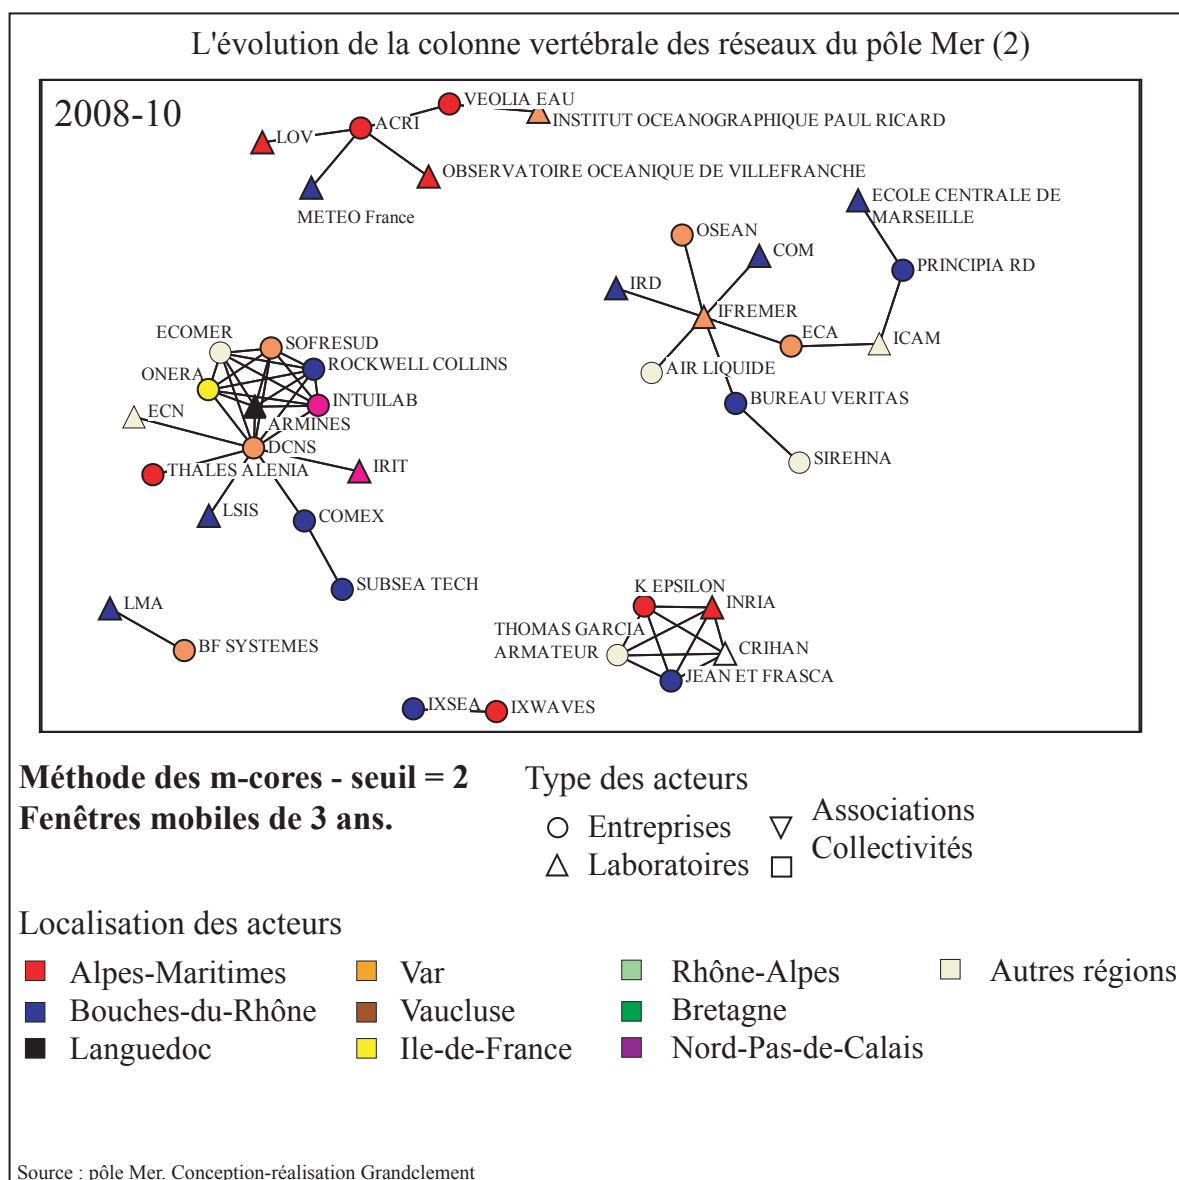 L'évolution de la colonne vertébrale des réseaux du pôle Mer (2)
2008-10
VEOLIA EAU
INSTITUT OCEANOGRAPHIQUE PAUL RICARD
ACRI
LOV
OBSERVATOIRE OCEANIQUE DE VILLEFRANCHE
METEO France
ECOLE CENTRALE DE
MARSEILLE
OSEAN
COM
PRINCIPIA RD
IRD
IFREMER
ECA
ICAM
AIR LIQUIDE
BUREAU VERITAS
SIREHNA
ECOMER
SOFRESUD
ROCKWELL COLLINS
ONERA
INTUILAB
ECN
ARMINES
DCNS
THALES ALENIA
IRIT
LSIS
COMEX
SUBSEA TECH
LMA
BF SYSTEMES
K EPSILON
INRIA
THOMAS GARCIA
ARMATEUR
CRIHAN
JEAN ET FRASCA
IXSEA
IXWAVES
Méthode des m-cores - seuil = 2
Fenêtres mobiles de 3 ans.
Type des acteurs
Entreprises
Laboratoires
Associations
Collectivités
Localisation des acteurs
Alpes-Maritimes
Bouches-du-Rhône
Languedoc
Var
Vaucluse
Ile-de-France
Rhône-Alpes
Bretagne
Nord-Pas-de-Calais
Autres régions
Source : pôle Mer. Conception-réalisation Grandclement